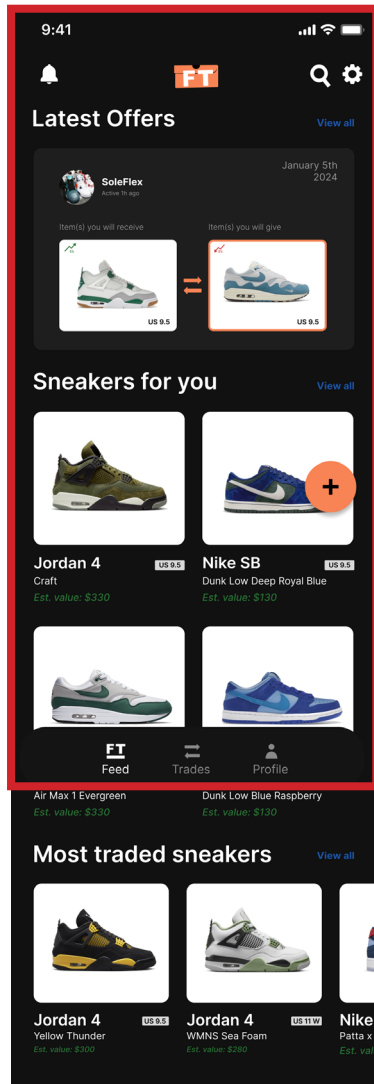 9:41
FT
Latest Offers
View all
January 5th
2024
SoleFlex
Active 1h ago
Item(s) you will receive
Item(s) you will give
US 9.5
US 9.5
Sneakers for you
View all
+
Jordan 4
US 9.5
Nike SB
US 9.5
Craft
Dunk Low Deep Royal Blue
Est. value: $330
Est. value: $130
FT
Feed
Trades
Profile
Air Max 1 Evergreen
Dunk Low Blue Raspberry
Est. value: $330
Est. value: $130
Most traded sneakers
View all
Jordan 4
US 9.5
Jordan 4
US 11 W
Nike
Yellow Thunder
WMNS Sea Foam
Patta x
Est. value: $300
Est. value: $280
Est. val